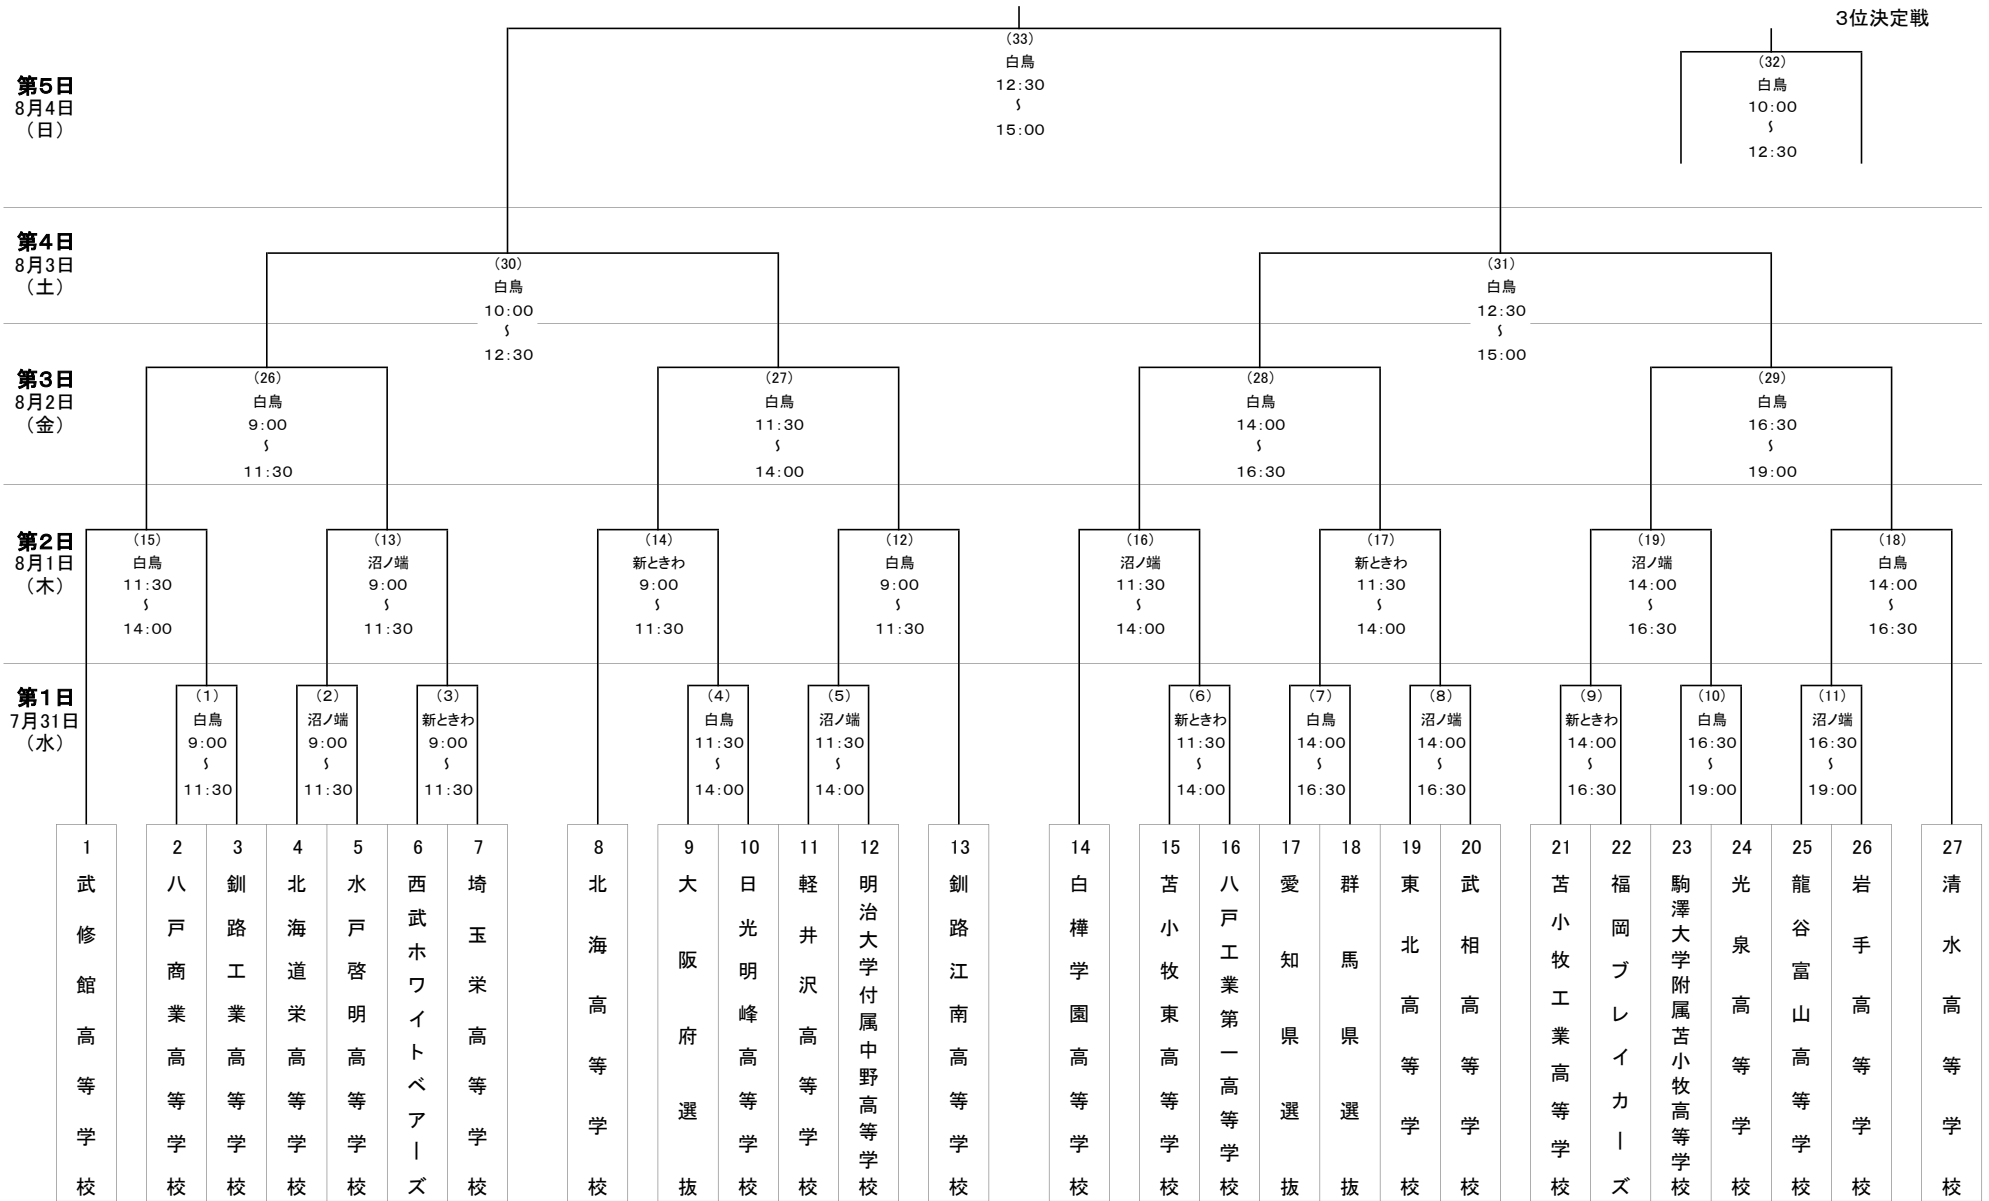 3位決定戦
第5日
8月4日
（日）
(33)
白鳥
12:30
～
15:00
(32)
白鳥
10:00
～
12:30
第4日
8月3日
（土）
(30)
白鳥
10:00
～
12:30
(31)
白鳥
12:30
～
15:00
第3日
8月2日
（金）
(26)
白鳥
9:00
～
11:30
(27)
白鳥
11:30
～
14:00
(28)
白鳥
14:00
～
16:30
(29)
白鳥
16:30
～
19:00
第2日
8月1日
（木）
(15)
白鳥
11:30
～
14:00
(13)
沼ノ端
9:00
～
11:30
(14)
新ときわ
9:00
～
11:30
(12)
白鳥
9:00
～
11:30
(16)
沼ノ端
11:30
～
14:00
(17)
新ときわ
11:30
～
14:00
(19)
沼ノ端
14:00
～
16:30
(18)
白鳥
14:00
～
16:30
第1日
7月31日
（水）
(1)
白鳥
9:00
～
11:30
(2)
沼ノ端
9:00
～
11:30
(3)
新ときわ
9:00
～
11:30
(4)
白鳥
11:30
～
14:00
(5)
沼ノ端
11:30
～
14:00
(6)
新ときわ
11:30
～
14:00
(7)
白鳥
14:00
～
16:30
(8)
沼ノ端
14:00
～
16:30
(9)
新ときわ
14:00
～
16:30
(10)
白鳥
16:30
～
19:00
(11)
沼ノ端
16:30
～
19:00
1
武修館高等学校
2
八戸商業高等学校
3
釧路工業高等学校
4
北海道栄高等学校
5
水戸啓明高等学校
6
西武ホワイトベアーズ
7
埼玉栄高等学校
8
北海高等学校
9
大阪府選抜
10
日光明峰高等学校
11
軽井沢高等学校
12
明治大学付属中野高等学校
13
釧路江南高等学校
14
白樺学園高等学校
15
苫小牧東高等学校
16
八戸工業第一高等学校
17
愛知県選抜
18
群馬県選抜
19
東北高等学校
20
武相高等学校
21
苫小牧工業高等学校
22
福岡ブレイカーズ
23
駒澤大学附属苫小牧高等学校
24
光泉高等学校
25
龍谷富山高等学校
26
岩手高等学校
27
清水高等学校